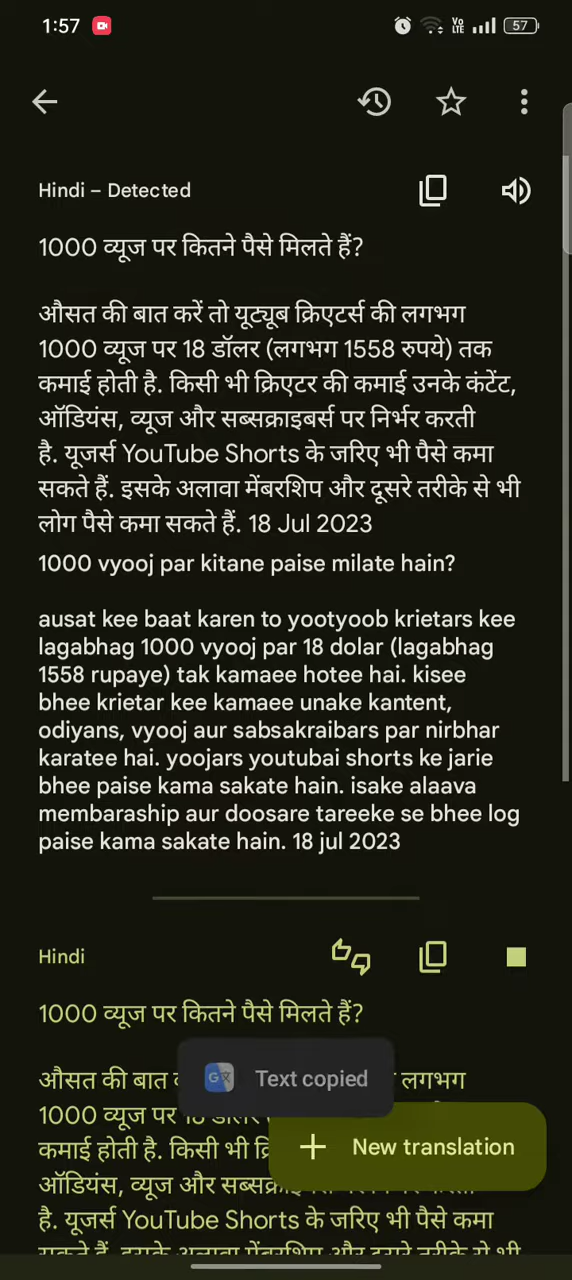 1:57
Vo LTE
57
Hindi – Detected
1000 व्यूज पर कितने पैसे मिलते हैं?
औसत की बात करें तो यूट्यूब क्रिएटर्स की लगभग
1000 व्यूज पर 18 डॉलर (लगभग 1558 रुपये) तक
कमाई होती है. किसी भी क्रिएटर की कमाई उनके कंटेंट,
ऑडियंस, व्यूज और सब्सक्राइबर्स पर निर्भर करती
है. यूजर्स YouTube Shorts के जरिए भी पैसे कमा
सकते हैं. इसके अलावा मेंबरशिप और दूसरे तरीके से भी
लोग पैसे कमा सकते हैं. 18 Jul 2023
1000 vyooj par kitane paise milate hain?
ausat kee baat karen to yootyoob krietars kee
lagabhag 1000 vyooj par 18 dolar (lagabhag
1558 rupaye) tak kamaee hotee hai. kisee
bhee krietar kee kamaee unake kantent,
odiyans, vyooj aur sabsakraibars par nirbhar
karatee hai. yoojars youtubai shorts ke jarie
bhee paise kama sakate hain. isake alaava
membaraship aur doosare tareeke se bhee log
paise kama sakate hain. 18 jul 2023
Hindi
1000 व्यूज पर कितने पैसे मिलते हैं?
औसत की बात लगभग
Text copied
1000 व्यूज पर
कमाई होती है. किसी भी
New translation
ऑडियंस, व्यूज और
है. यूजर्स YouTube Shorts के जरिए भी पैसे कमा